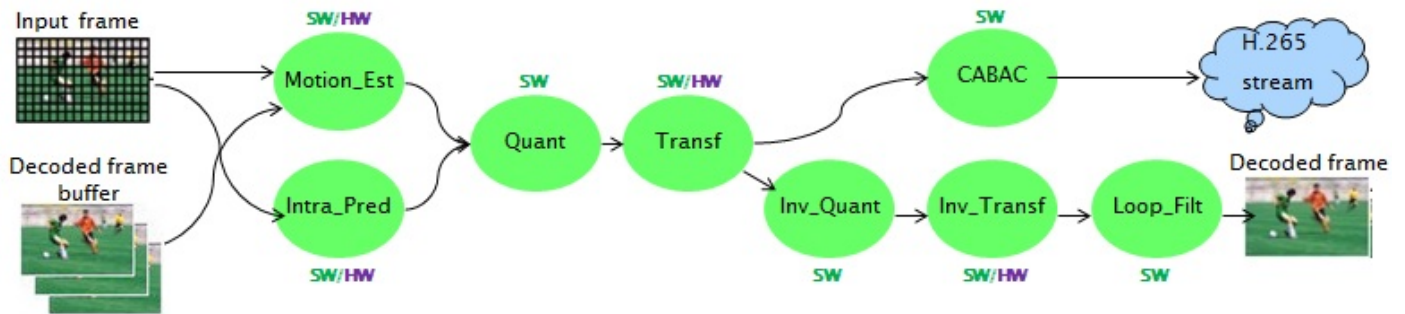 Input frame
SW/HW
Motion_Est
Decoded frame
buffer
Intra_Pred
SW/HW
SW
Quant
SW/HW
Transf
SW
CABAC
H.265
stream
Inv_Quant
SW
Inv_Transf
SW/HW
Loop_Filt
SW
Decoded frame